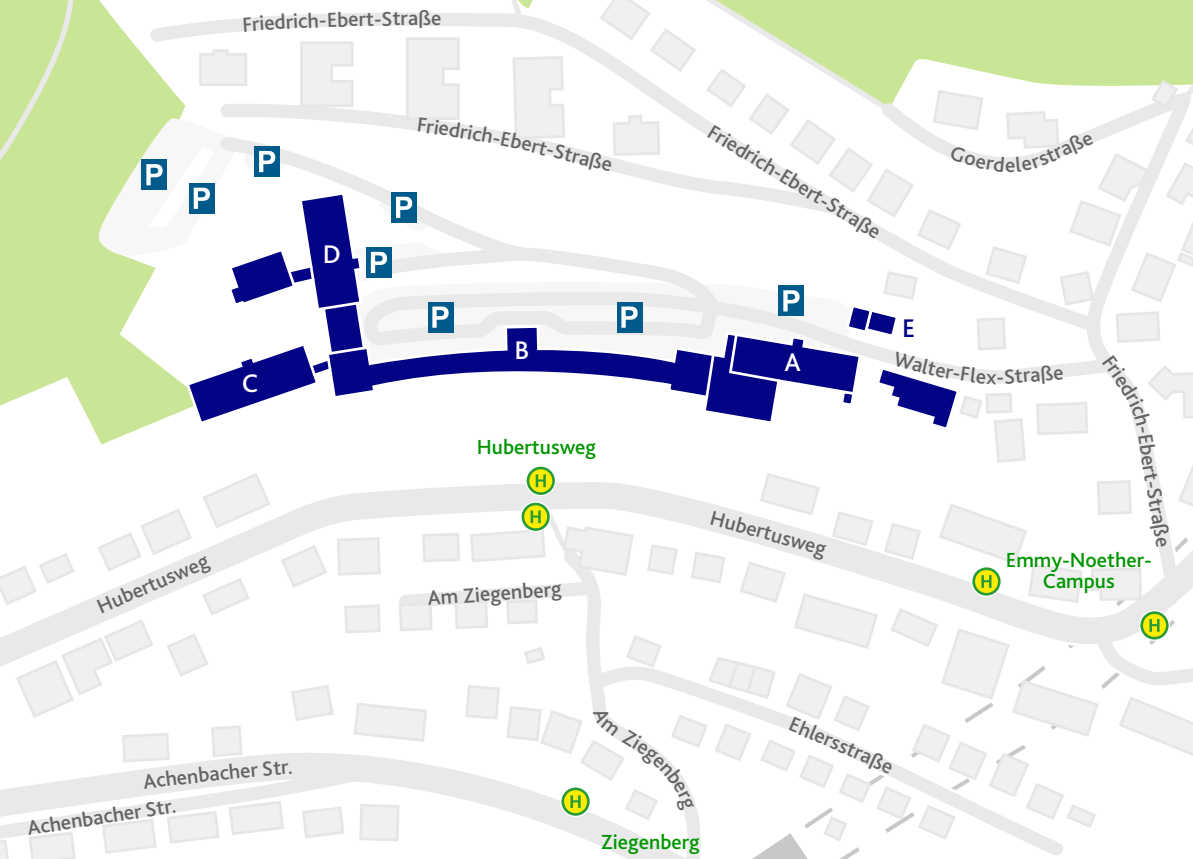 Friedrich-Ebert-Straße
Friedrich-Ebert-Straße
Friedrich-Ebert-Straße
Goerdelerstraße
P
P
P
P
D
P
P
P
P
E
B
A
C
Walter-Flex-Straße
Friedrich-Ebert-Straße
Hubertusweg
H
H
Hubertusweg
Hubertusweg
Emmy-Noether-
Campus
H
H
Am Ziegenberg
Am Ziegenberg
Ehlersstraße
Achenbacher Str.
Achenbacher Str.
H
Ziegenberg